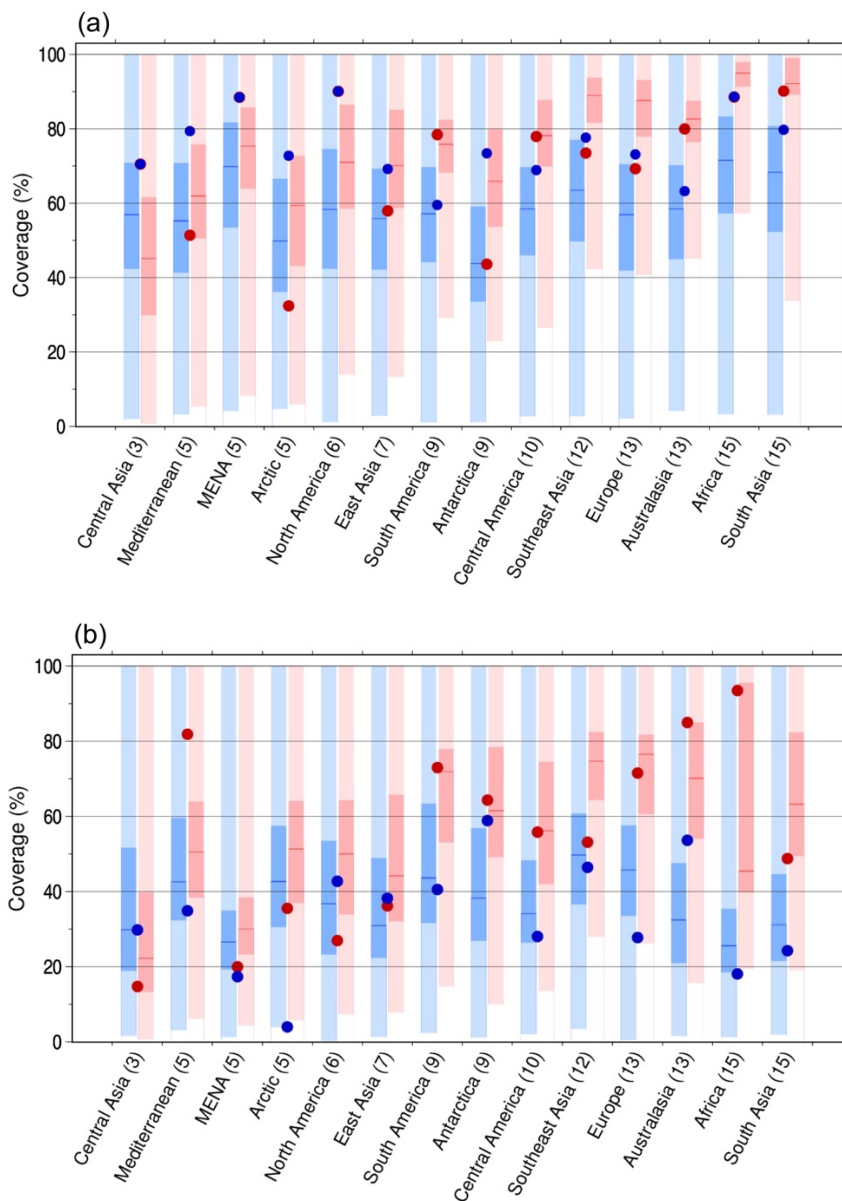 (a)
100
80
60
40
20
0
Coverage (%)
Central Asia (3)
Mediterranean (5)
MENA (5)
Arctic (5)
North America (6)
East Asia (7)
South America (9)
Antarctica (9)
Central America (10)
Southeast Asia (12)
Europe (13)
Australasia (13)
Africa (15)
South Asia (15)
(b)
100
80
60
40
20
0
Coverage (%)
Central Asia (3)
Mediterranean (5)
MENA (5)
Arctic (5)
North America (6)
East Asia (7)
South America (9)
Antarctica (9)
Central America (10)
Southeast Asia (12)
Europe (13)
Australasia (13)
Africa (15)
South Asia (15)